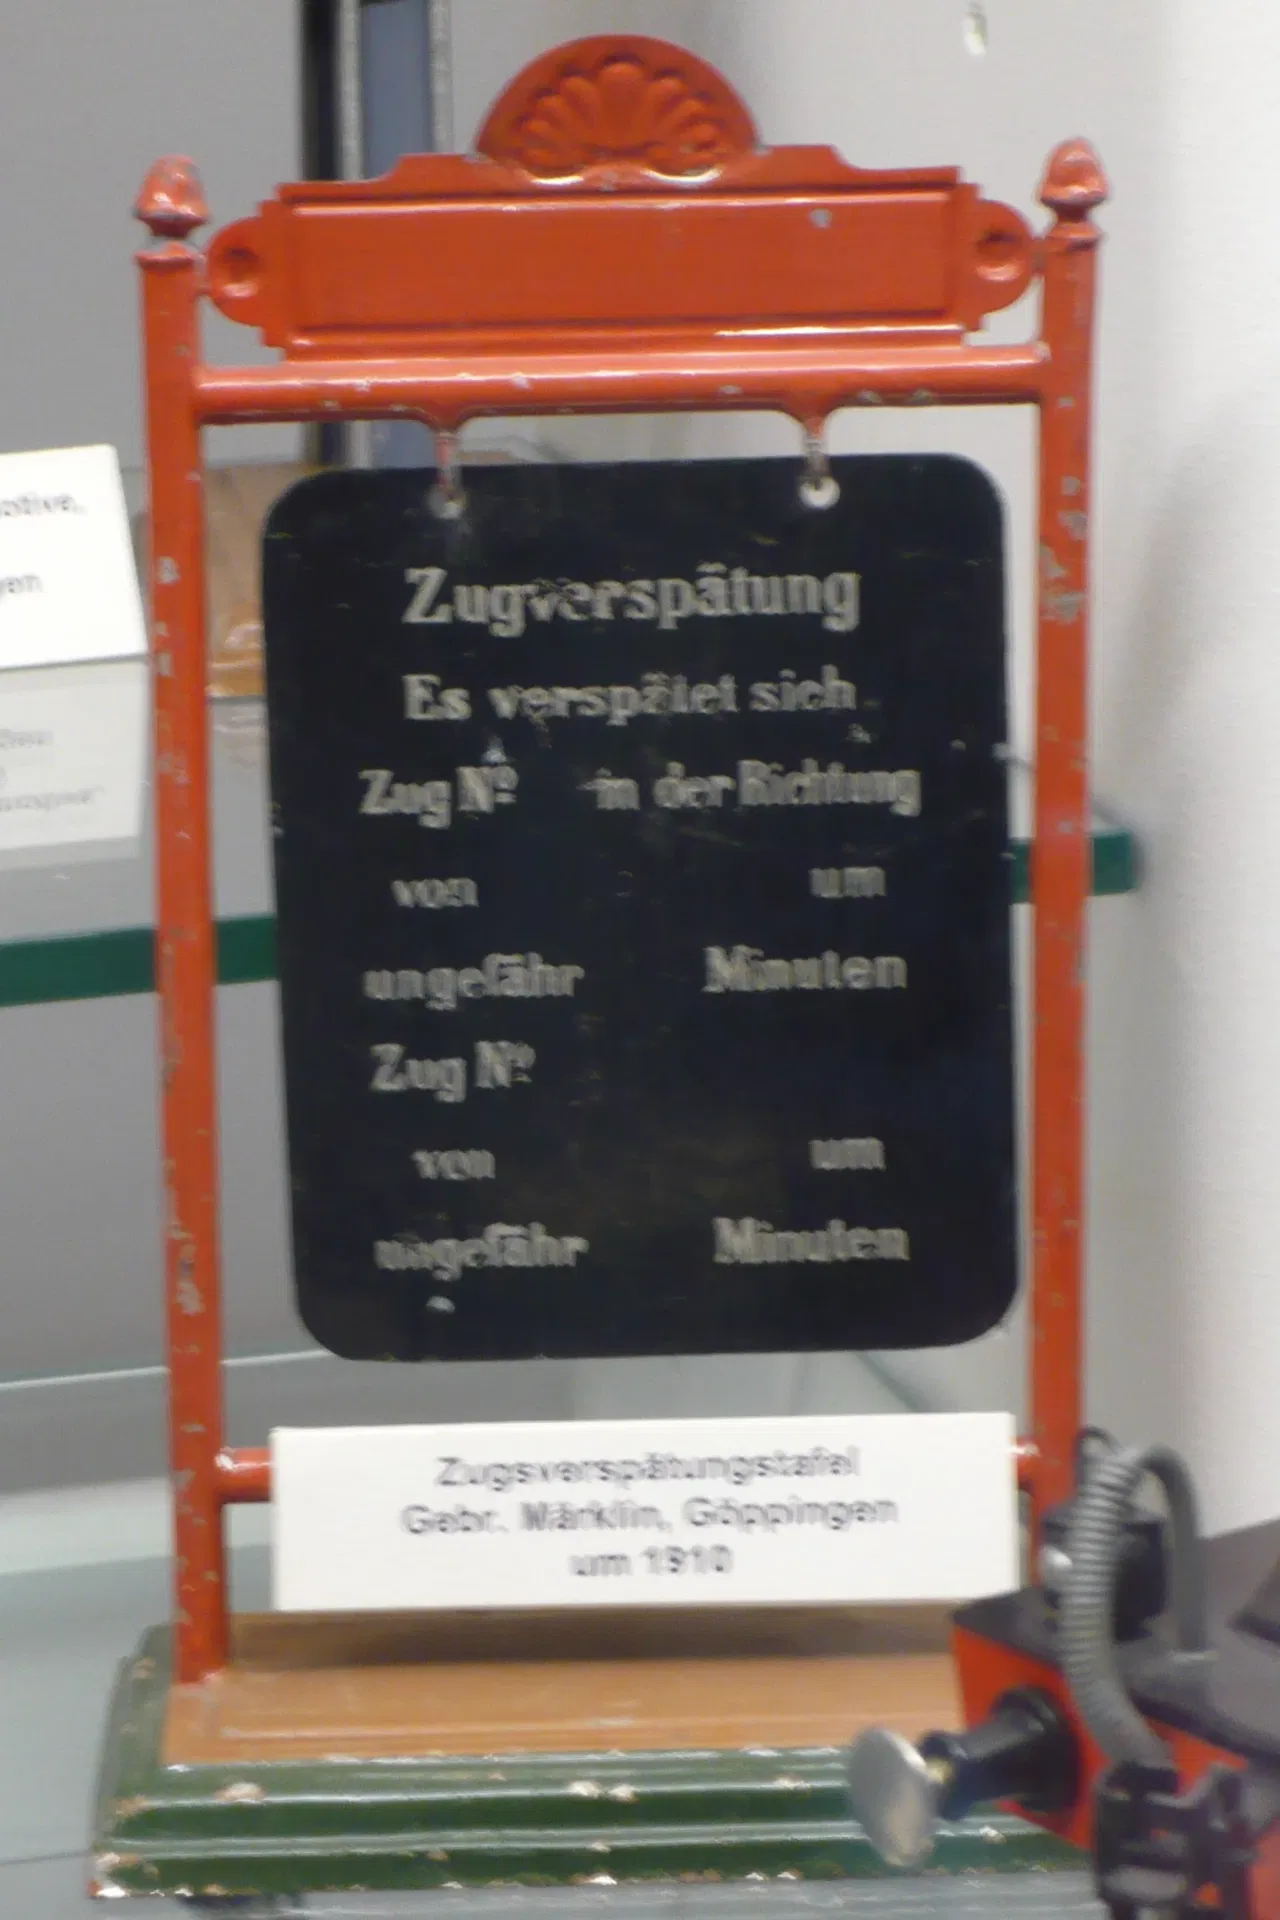 Zugverspätung
Es verspätet sich
Zug Nº in der Richtung
von um
ungefähr Minuten
Zug Nº
von um
ungefähr Minuten
Zugsverspätungstafel
Gebr. Märklin, Göppingen
um 1910